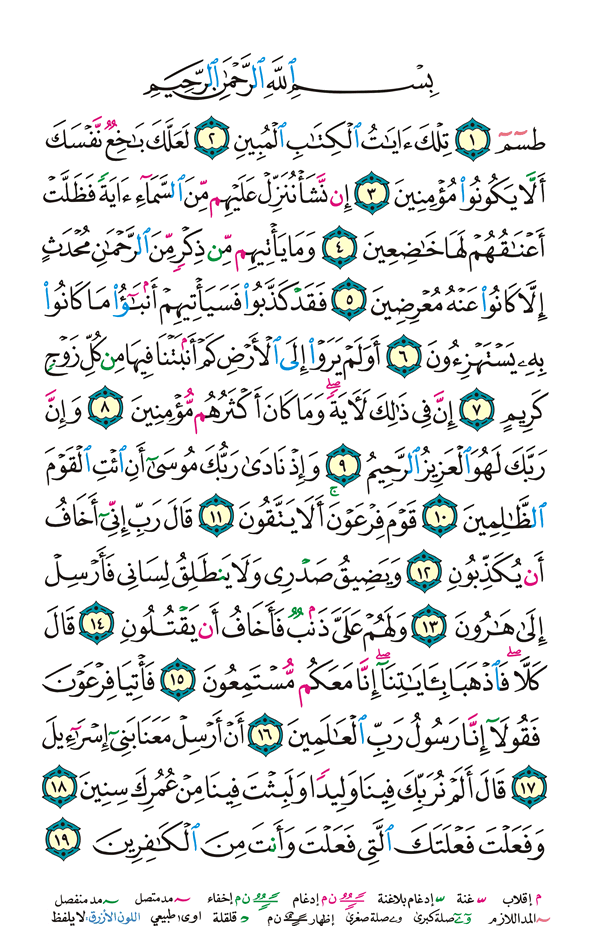 بِسْمِ ٱللَّهِ ٱلرَّحْمَٰنِ ٱلرَّحِيمِ
طسٓمٓ ١ تِلْكَ ءَايَٰتُ ٱلْكِتَٰبِ ٱلْمُبِينِ ٢ لَعَلَّكَ بَٰخِعٌ نَّفْسَكَ
أَلَّا يَكُونُوا۟ مُؤْمِنِينَ ٣ إِن نَّشَأْ نُنَزِّلْ عَلَيْهِم مِّنَ ٱلسَّمَآءِ ءَايَةً فَظَلَّتْ
أَعْنَٰقُهُمْ لَهَا خَٰضِعِينَ ٤ وَمَا يَأْتِيهِم مِّن ذِكْرٍ مِّنَ ٱلرَّحْمَٰنِ مُحْدَثٍ
إِلَّا كَانُوا۟ عَنْهُ مُعْرِضِينَ ٥ فَقَدْ كَذَّبُوا۟ فَسَيَأْتِيهِمْ أَنۢبَٰٓؤُا۟ مَا كَانُوا۟
بِهِۦ يَسْتَهْزِءُونَ ٦ أَوَلَمْ يَرَوْا۟ إِلَى ٱلْأَرْضِ كَمْ أَنۢبَتْنَا فِيهَا مِن كُلِّ زَوْجٍ
كَرِيمٍ ٧ إِنَّ فِى ذَٰلِكَ لَءَايَةً ۖ وَمَا كَانَ أَكْثَرُهُم مُّؤْمِنِينَ ٨ وَإِنَّ
رَبَّكَ لَهُوَ ٱلْعَزِيزُ ٱلرَّحِيمُ ٩ وَإِذْ نَادَىٰ رَبُّكَ مُوسَىٰٓ أَنِ ٱئْتِ ٱلْقَوْمَ
ٱلظَّٰلِمِينَ ١٠ قَوْمَ فِرْعَوْنَ ۚ أَلَا يَتَّقُونَ ١١ قَالَ رَبِّ إِنِّىٓ أَخَافُ
أَن يُكَذِّبُونِ ١٢ وَيَضِيقُ صَدْرِى وَلَا يَنطَلِقُ لِسَانِى فَأَرْسِلْ
إِلَىٰ هَٰرُونَ ١٣ وَلَهُمْ عَلَىَّ ذَنۢبٌ فَأَخَافُ أَن يَقْتُلُونِ ١٤ قَالَ
كَلَّا ۖ فَٱذْهَبَا بِـَٔايَٰتِنَآ ۖ إِنَّا مَعَكُم مُّسْتَمِعُونَ ١٥ فَأْتِيَا فِرْعَوْنَ
فَقُولَآ إِنَّا رَسُولُ رَبِّ ٱلْعَٰلَمِينَ ١٦ أَنْ أَرْسِلْ مَعَنَا بَنِىٓ إِسْرَٰٓءِيلَ
١٧ قَالَ أَلَمْ نُرَبِّكَ فِينَا وَلِيدًا وَلَبِثْتَ فِينَا مِنْ عُمُرِكَ سِنِينَ ١٨
وَفَعَلْتَ فَعْلَتَكَ ٱلَّتِى فَعَلْتَ وَأَنتَ مِنَ ٱلْكَٰفِرِينَ ١٩
م إقلاب غنة إدغام بلاغنة ن م إدغام ن م إخفاء مد متصل مد منفصل
المد اللازم صلة كبرى و ے صلة صغرى إظهار ن م د قلقلة اوى: طبيعي اللون الأزرق: لا يلفظ